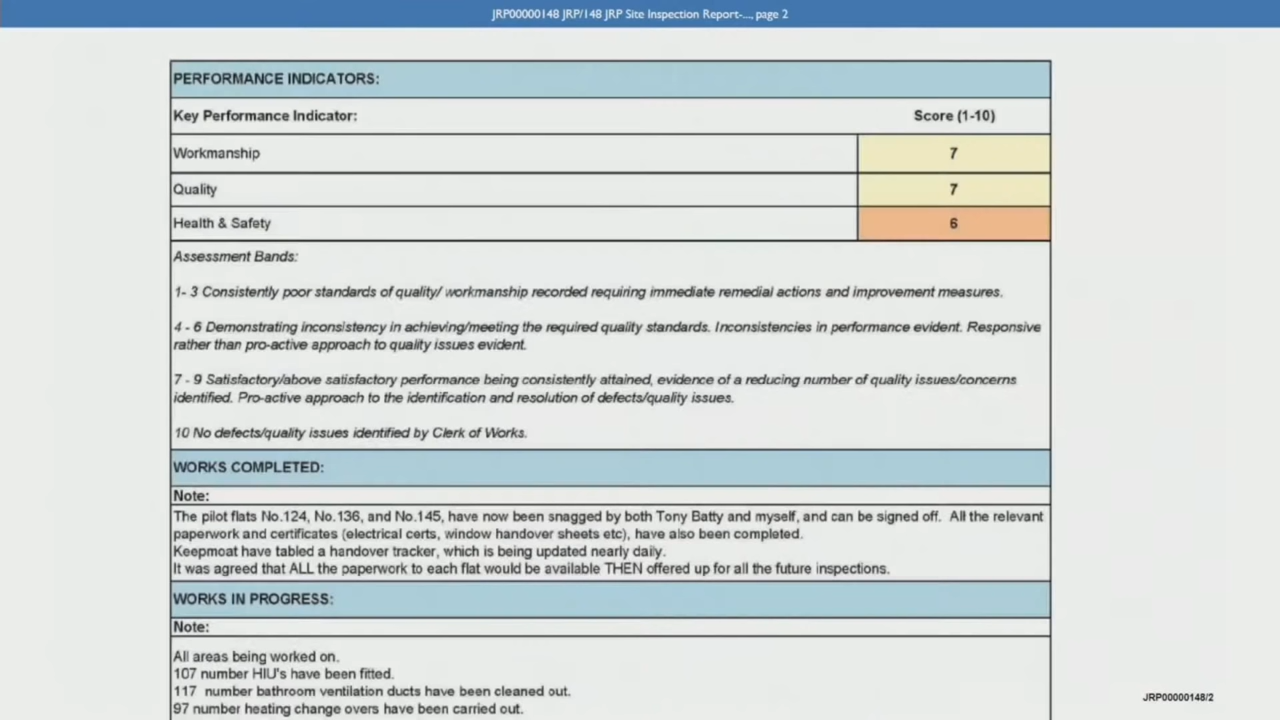 JRP00000148 JRP/148 JRP Site Inspection Report-..., page 2
PERFORMANCE INDICATORS:
Key Performance Indicator: Score (1-10)
Workmanship 7
Quality 7
Health & Safety 6
Assessment Bands:
1- 3 Consistently poor standards of quality/ workmanship recorded requiring immediate remedial actions and improvement measures.
4 - 6 Demonstrating inconsistency in achieving/meeting the required quality standards. Inconsistencies in performance evident. Responsive
rather than pro-active approach to quality issues evident.
7 - 9 Satisfactory/above satisfactory performance being consistently attained, evidence of a reducing number of quality issues/concerns
identified. Pro-active approach to the identification and resolution of defects/quality issues.
10 No defects/quality issues identified by Clerk of Works.
WORKS COMPLETED:
Note:
The pilot flats No.124, No.136, and No.145, have now been snagged by both Tony Batty and myself, and can be signed off. All the relevant
paperwork and certificates (electrical certs, window handover sheets etc), have also been completed.
Keepmoat have tabled a handover tracker, which is being updated nearly daily.
It was agreed that ALL the paperwork to each flat would be available THEN offered up for all the future inspections.
WORKS IN PROGRESS:
Note:
All areas being worked on.
107 number HIU's have been fitted.
117 number bathroom ventilation ducts have been cleaned out.
97 number heating change overs have been carried out.
JRP00000148/2